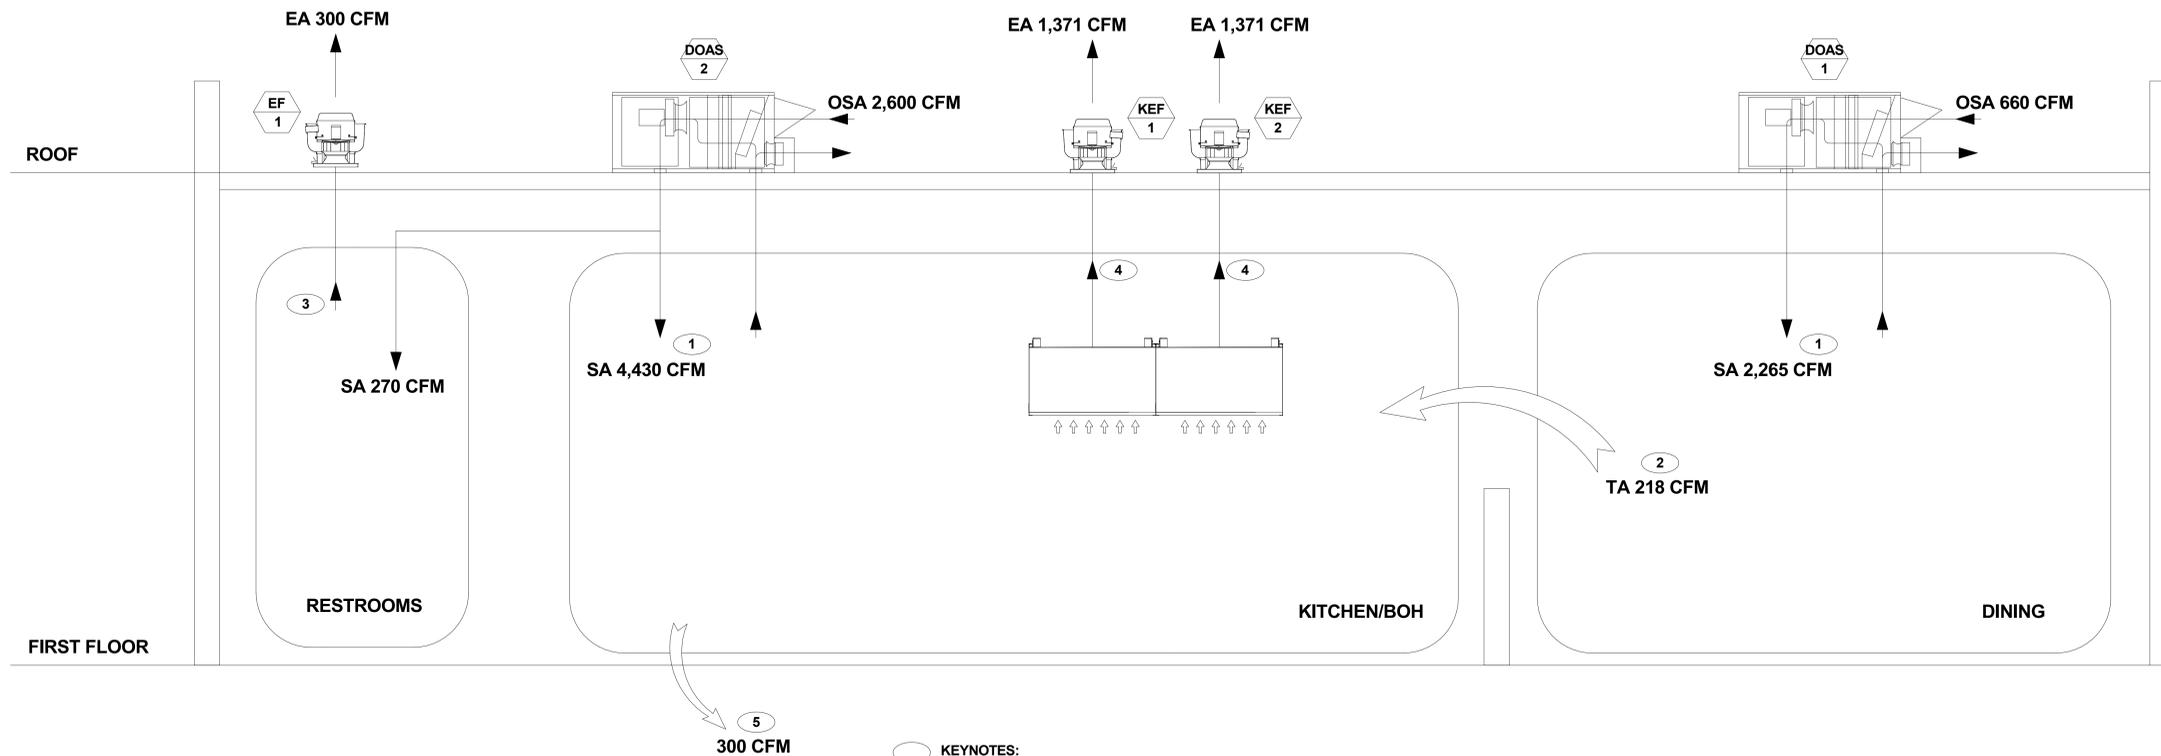 EA 300 CFM
EA 1,371 CFM
EA 1,371 CFM
DOAS
2
DOAS
1
EF
1
OSA 2,600 CFM
KEF
1
KEF
2
OSA 660 CFM
ROOF
4
4
3
1
1
SA 4,430 CFM
SA 2,265 CFM
SA 270 CFM
2
TA 218 CFM
RESTROOMS
KITCHEN/BOH
DINING
FIRST FLOOR
5
300 CFM
KEYNOTES: